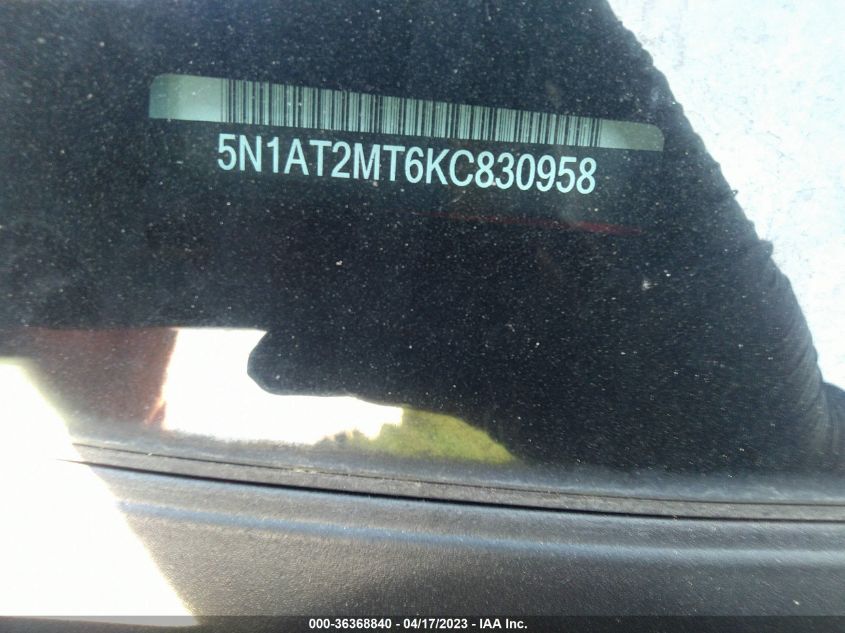 5N1AT2MT6KC830958
000-36368840 - 04/17/2023 - IAA Inc.